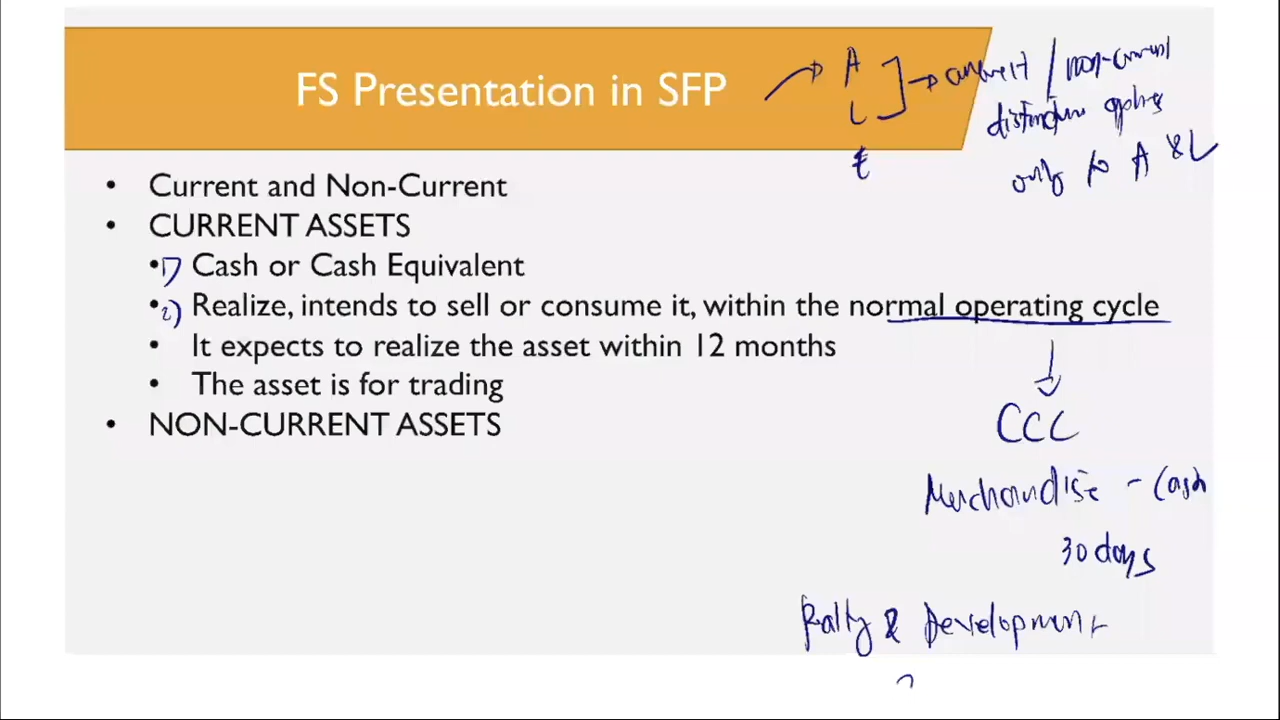 FS Presentation in SFP
A
L
E
→ current / non-current
distinction applies
only to A & L
• Current and Non-Current
• CURRENT ASSETS
• 1) Cash or Cash Equivalent
• 2) Realize, intends to sell or consume it, within the normal operating cycle
• It expects to realize the asset within 12 months
• The asset is for trading
• NON-CURRENT ASSETS
CCC
Merchandise - Cash
30 days
Realty & Development